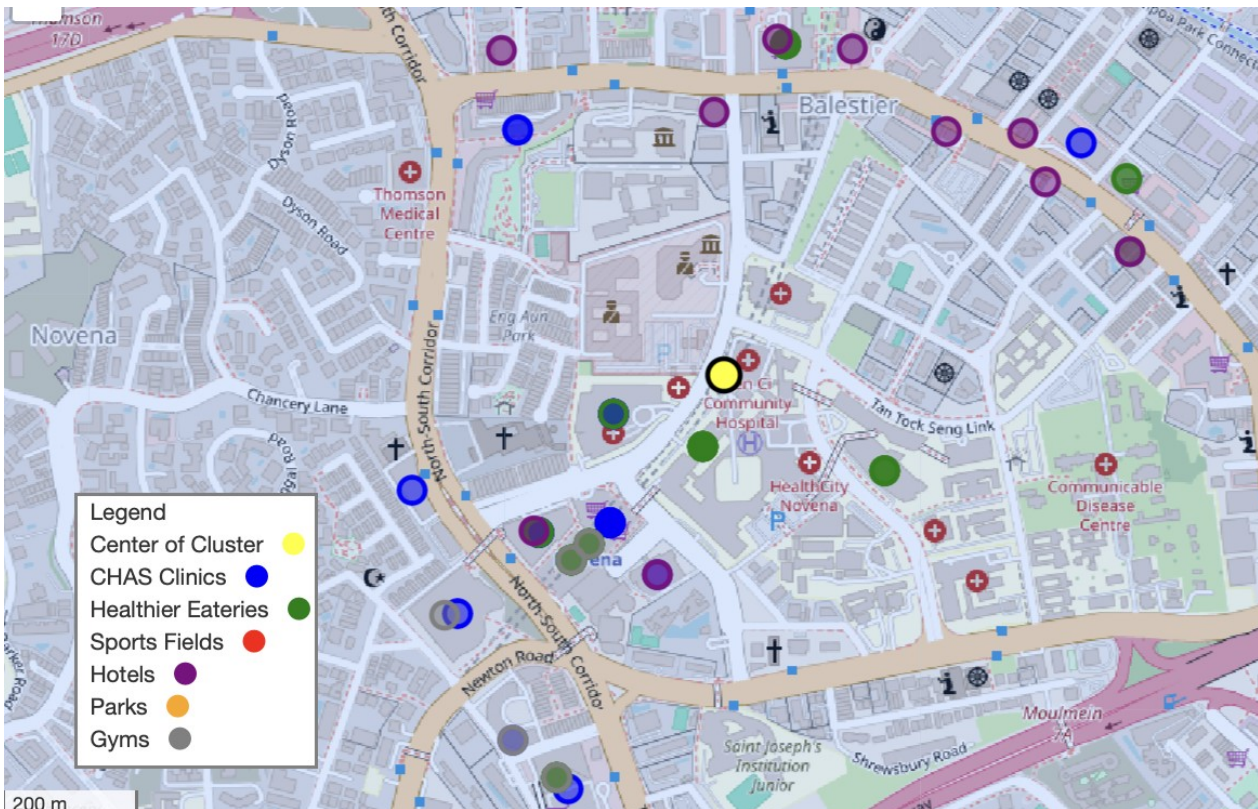 Thomson
17D
North-South Corridor
Dyson Road
Dyson Road
Thomson
Medical
Centre
Balestier
Novena
Eng Aun
Park
North-South Corridor
Chancery Lane
P
Community
Hospital
H
Tan Tock Seng Link
HealthCity
Novena
P
Communicable
Disease
Centre
Legend
Center of Cluster
CHAS Clinics
Healthier Eateries
Sports Fields
Hotels
Parks
Gyms
North-South Corridor
Newton Road
Moulmein
7A
Saint Joseph's
Institution
Junior
Shrewsbury Road
200 m